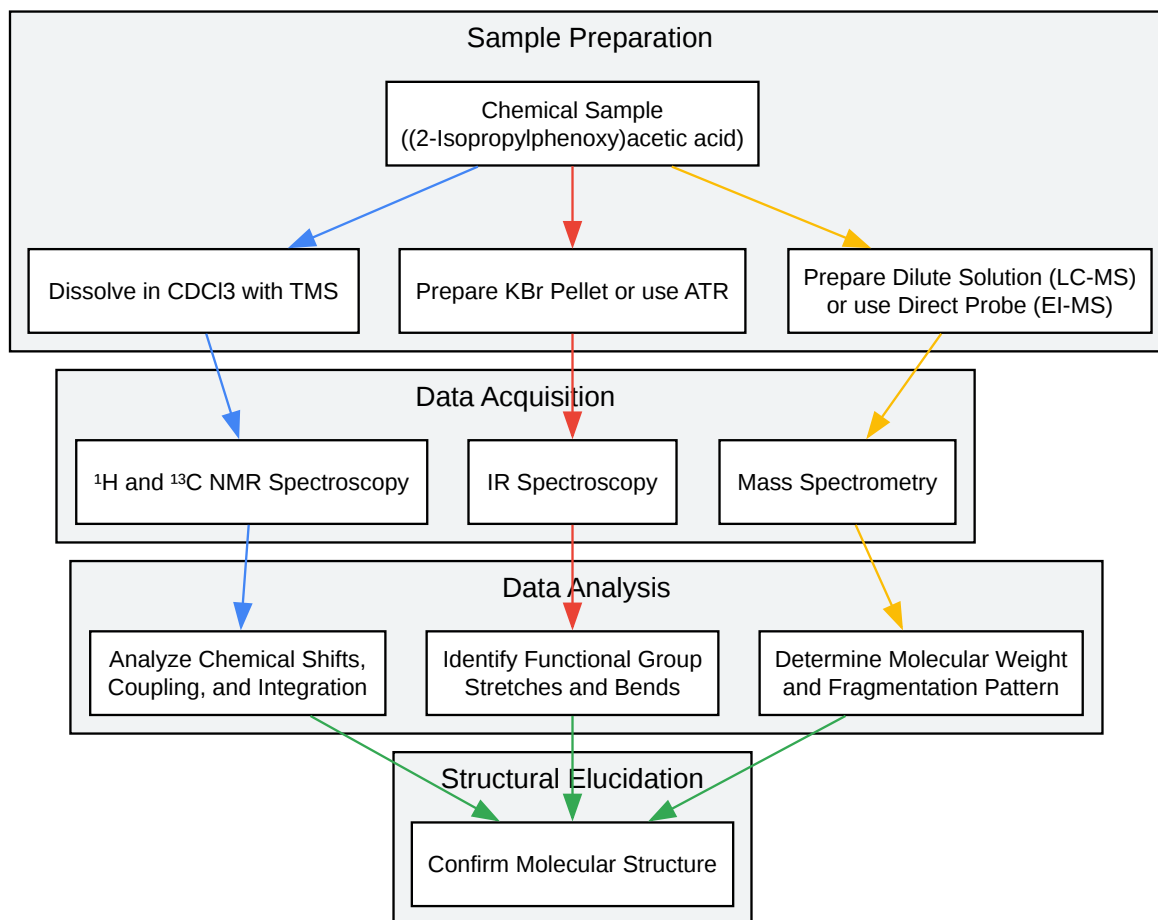 Sample Preparation
Chemical Sample
((2-Isopropylphenoxy)acetic acid)
Dissolve in CDCl3 with TMS
Prepare KBr Pellet or use ATR
Prepare Dilute Solution (LC-MS)
or use Direct Probe (EI-MS)
Data Acquisition
¹H and ¹³C NMR Spectroscopy
IR Spectroscopy
Mass Spectrometry
Data Analysis
Analyze Chemical Shifts,
Coupling, and Integration
Identify Functional Group
Stretches and Bends
Determine Molecular Weight
and Fragmentation Pattern
Structural Elucidation
Confirm Molecular Structure